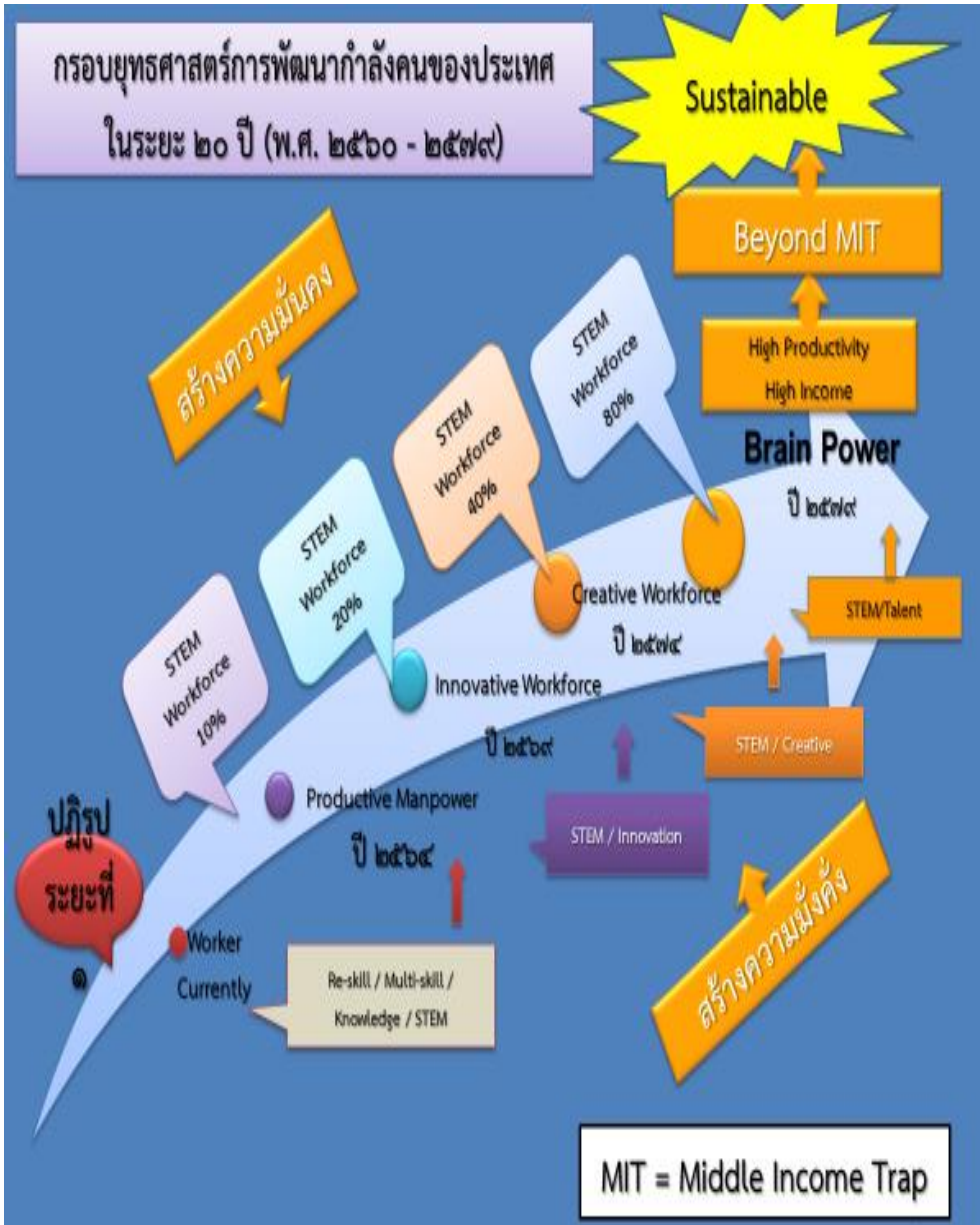 กรอบยุทธศาสตร์การพัฒนากำลังคนของประเทศ
ในระยะ ๒๐ ปี (พ.ศ. ๒๕๖๐ - ๒๕๗๙)
Sustainable
Beyond MIT
High Productivity
High Income
Brain Power
ปี ๒๕๗๙
สร้างความมั่นคง
STEM
Workforce
80%
STEM
Workforce
40%
STEM
Workforce
20%
STEM
Workforce
10%
Creative Workforce
ปี ๒๕๗๔
STEM/Talent
Innovative Workforce
ปี ๒๕๖๙
STEM / Creative
Productive Manpower
ปี ๒๕๖๔
STEM / Innovation
ปฏิรูป
ระยะที่
๑
Worker
Currently
Re-skill / Multi-skill /
Knowledge / STEM
สร้างความมั่งคั่ง
MIT = Middle Income Trap